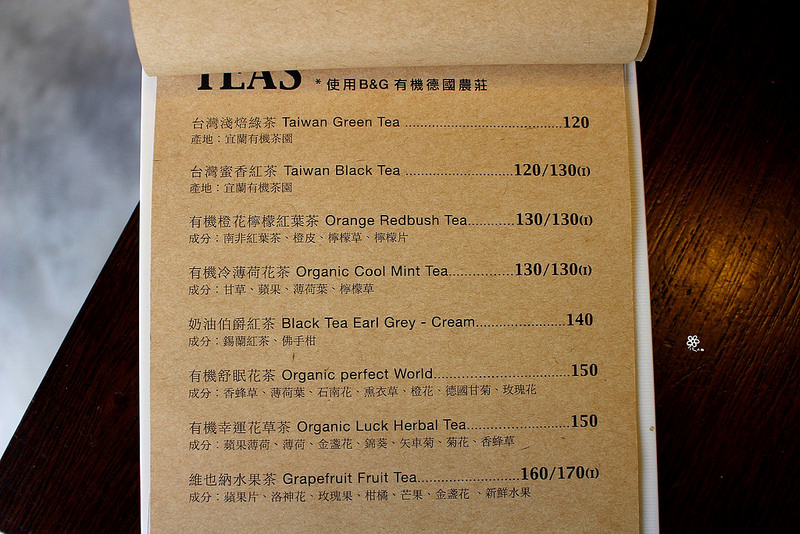 TEAS *使用B&G 有機德國農莊
台灣淺焙綠茶 Taiwan Green Tea ........................................120
產地：宜蘭有機茶園
台灣蜜香紅茶 Taiwan Black Tea ............................120/130(I)
產地：宜蘭有機茶園
有機橙花檸檬紅葉茶 Orange Redbush Tea............130/130(I)
成分：南非紅葉茶、橙皮、檸檬草、檸檬片
有機冷薄荷花茶 Organic Cool Mint Tea.................130/130(I)
成分：甘草、蘋果、薄荷葉、檸檬草
奶油伯爵紅茶 Black Tea Earl Grey - Cream.......................140
成分：錫蘭紅茶、佛手柑
有機舒眠花茶 Organic perfect World...................................150
成分：香蜂草、薄荷葉、石南花、熏衣草、橙花、德國甘菊、玫瑰花
有機幸運花草茶 Organic Luck Herbal Tea..........................150
成分：蘋果薄荷、薄荷、金盞花、錦葵、矢車菊、菊花、香蜂草
維也納水果茶 Grapefruit Fruit Tea..........................160/170(I)
成分：蘋果片、洛神花、玫瑰果、柑橘、芒果、金盞花 、新鮮水果